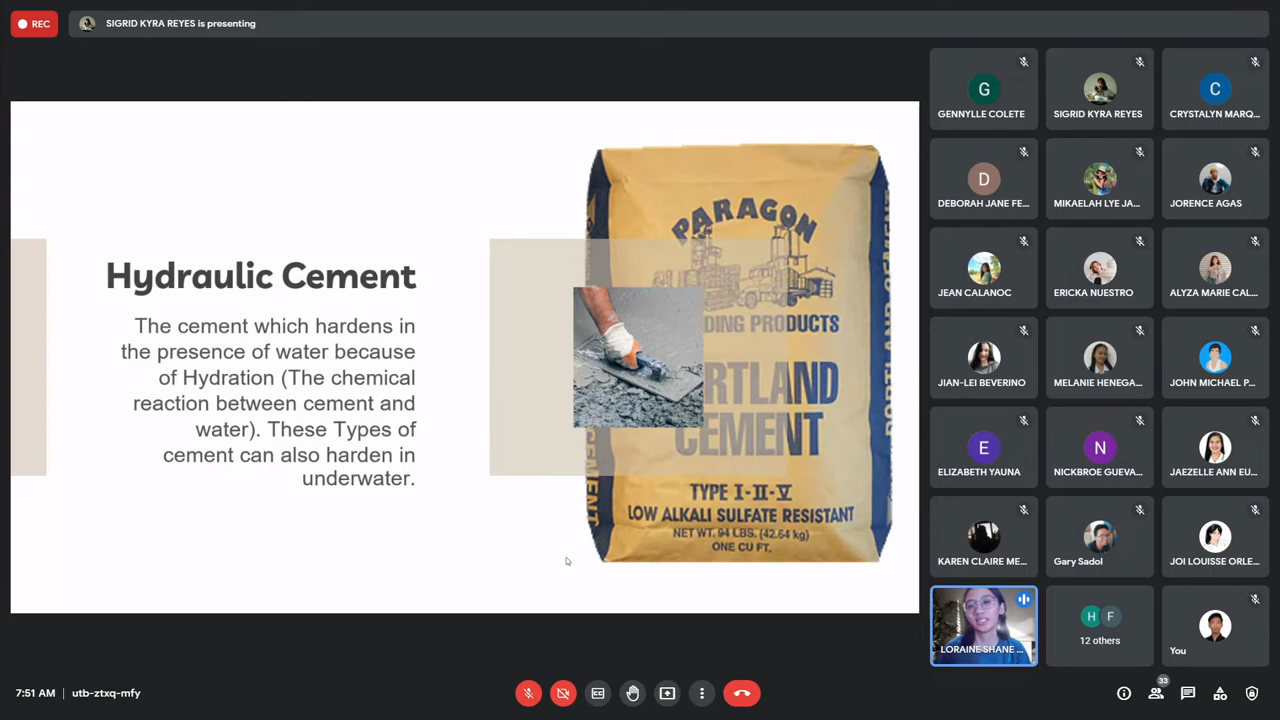 REC
SIGRID KYRA REYES is presenting
Hydraulic Cement
The cement which hardens in
the presence of water because
of Hydration (The chemical
reaction between cement and
water). These Types of
cement can also harden in
underwater.
PARAGON
DING PRODUCTS
RTLAND
CEMENT
TYPE I-II-V
LOW ALKALI SULFATE RESISTANT
NET WT. 94 LBS. (42.64 kg)
ONE CU FT.
PORTLAND CEMENT
CEMENT
G
GENNYLLE COLETE
SIGRID KYRA REYES
C
CRYSTALYN MARQ...
D
DEBORAH JANE FE...
MIKAELAH LYE JA...
JORENCE AGAS
JEAN CALANOC
ERICKA NUESTRO
ALYZA MARIE CAL...
JIAN-LEI BEVERINO
MELANIE HENEGA...
JOHN MICHAEL P...
E
ELIZABETH YAUNA
N
NICKBROE GUEVA...
JAEZELLE ANN EU...
KAREN CLAIRE ME...
Gary Sadol
JOI LOUISSE ORLE...
LORAINE SHANE ...
H F
12 others
You
7:51 AM | utb-ztxq-mfy
33